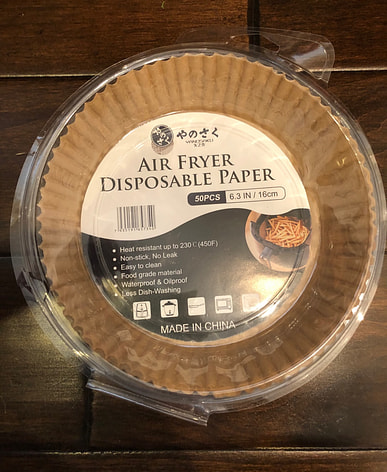 やのさく
AIR FRYER
DISPOSABLE PAPER
50PCS 6.3 IN / 16cm
• Heat resistant up to 230℃ (450F)
• Non-stick, No Leak
• Easy to clean
• Food grade material
• Waterproof & Oilproof
• Less Dish-Washing
MADE IN CHINA